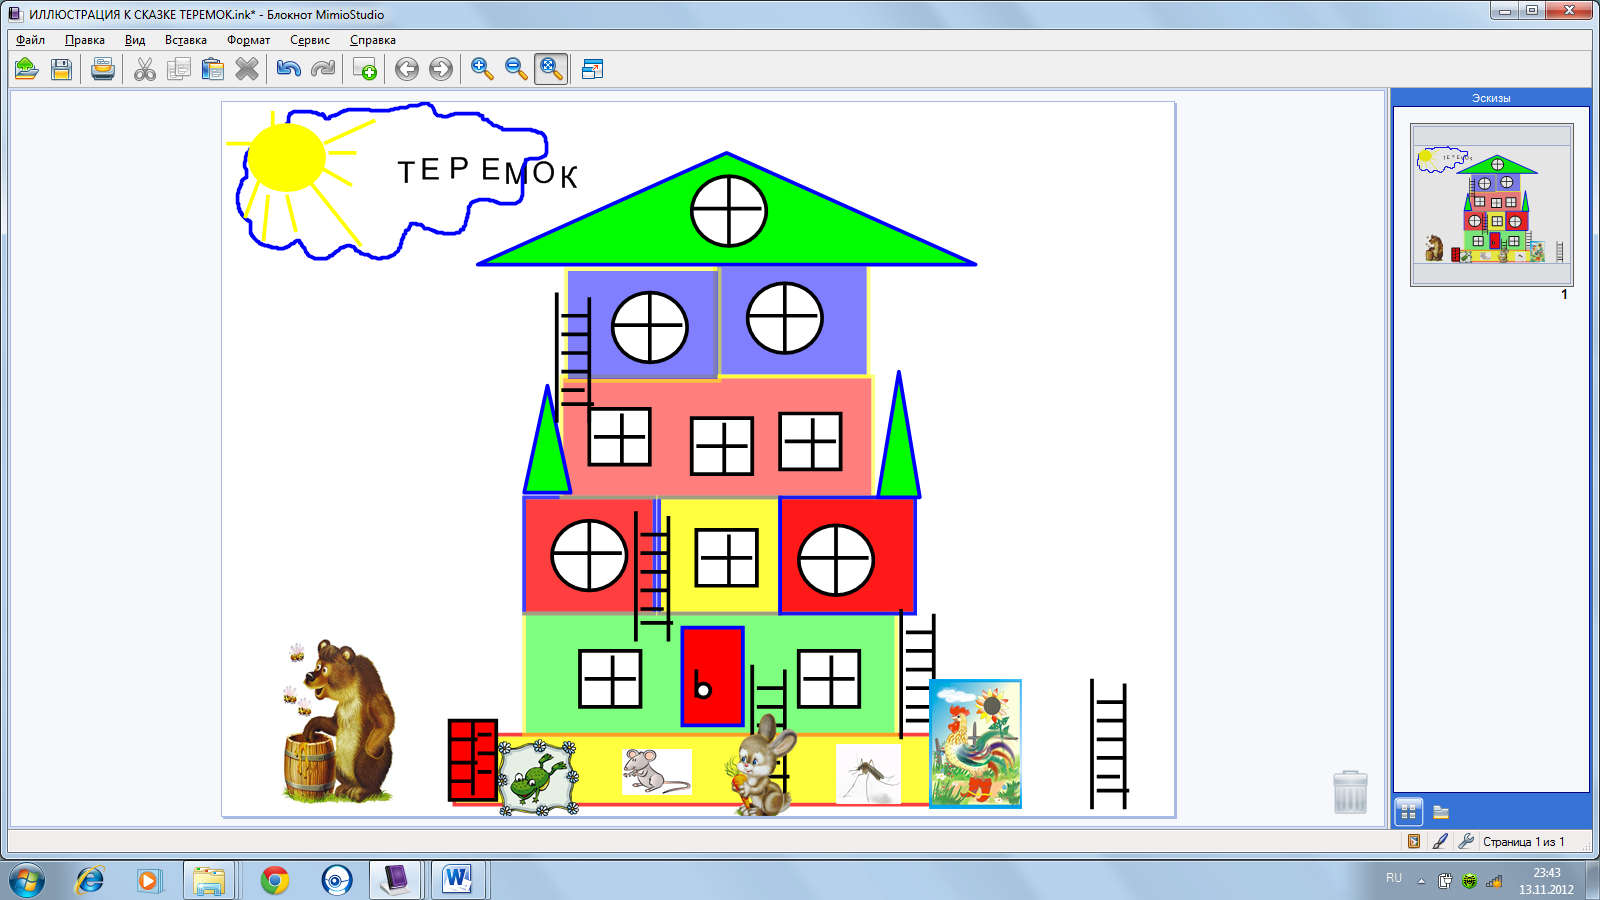 ИЛЛЮСТРАЦИЯ К СКАЗКЕ ТЕРЕМОК.ink* - Блокнот MimioStudio
Файл Правка Вид Вставка Формат Сервис Справка
Эскизы
ТЕРЕМОК
1
Страница 1 из 1
RU
23:43
13.11.2012